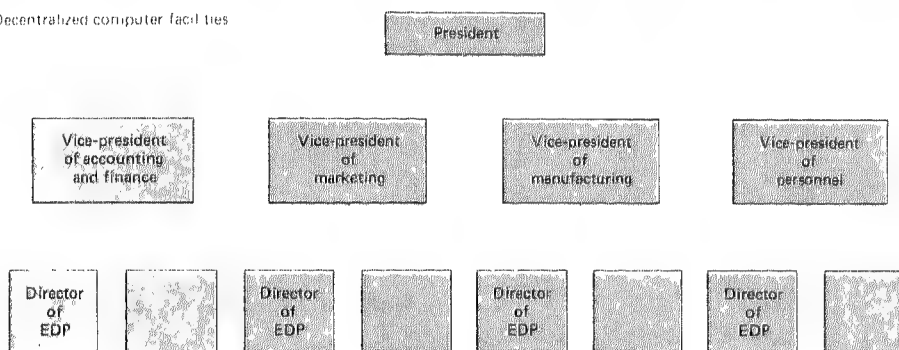 Decentralized computer facilities
President
Vice-president
of accounting
and finance
Vice-president
of
marketing
Vice-president
of
manufacturing
Vice-president
of
personnel
Director
of
EDP
Director
of
EDP
Director
of
EDP
Director
of
EDP